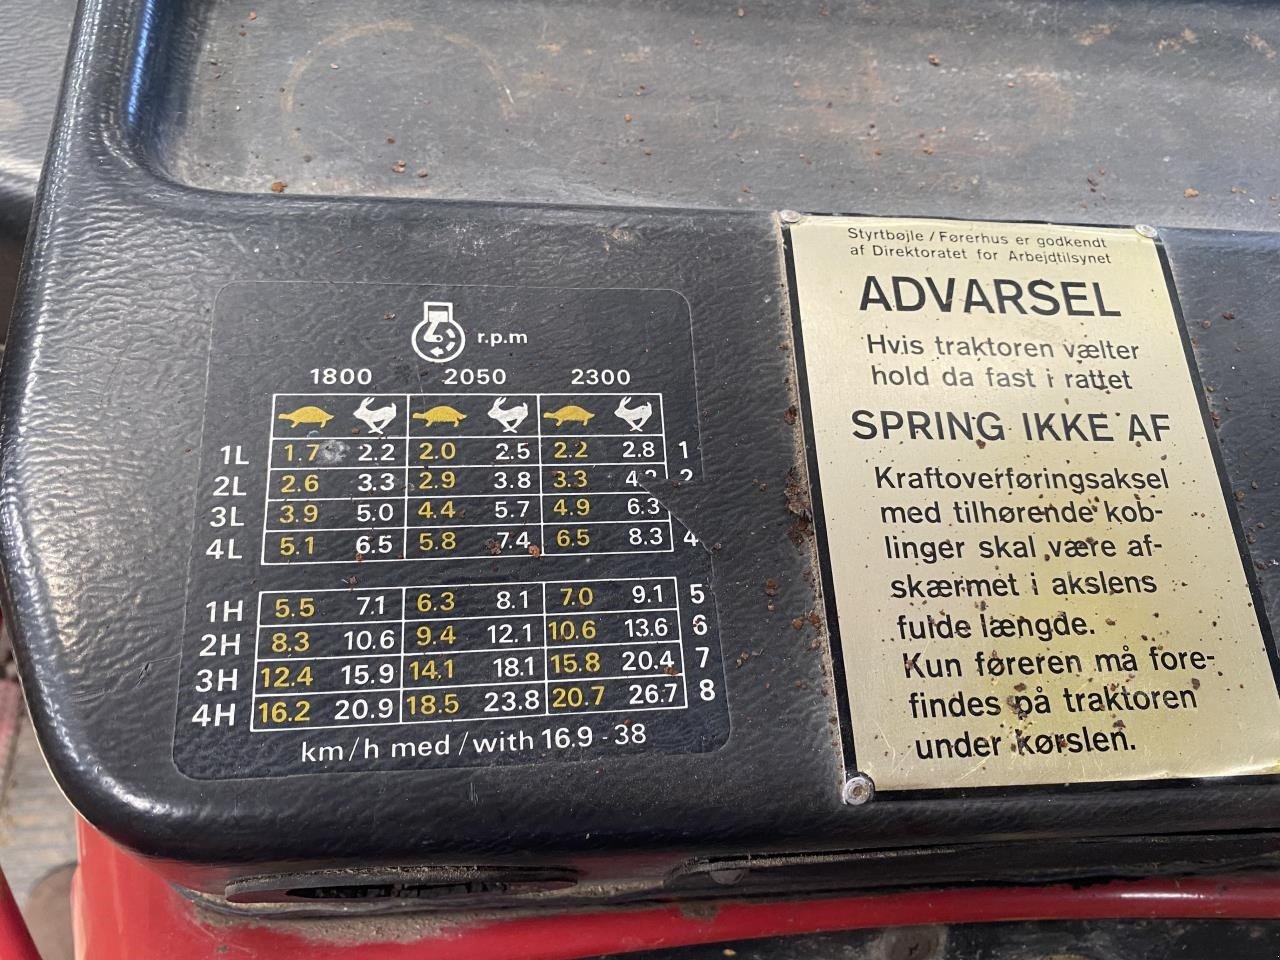 r.p.m
1800 2050 2300
1L 1.7 2.2 2.0 2.5 2.2 2.8 1
2L 2.6 3.3 2.9 3.8 3.3 2
3L 3.9 5.0 4.4 5.7 4.9 6.3
4L 5.1 6.5 5.8 7.4 6.5 8.3 4
1H 5.5 7.1 6.3 8.1 7.0 9.1 5
2H 8.3 10.6 9.4 12.1 10.6 13.6 6
3H 12.4 15.9 14.1 18.1 15.8 20.4 7
4H 16.2 20.9 18.5 23.8 20.7 26.7 8
km/h med/with 16.9-38
Styrtbøjle/Førerhus er godkendt
af Direktoratet for Arbejdtilsynet
ADVARSEL
Hvis traktoren vælter
hold da fast i rattet
SPRING IKKE AF
Kraftoverføringsaksel
med tilhørende kob-
linger skal være af-
skærmet i akslens
fulde længde.
Kun føreren må fore-
findes på traktoren
under kørslen.